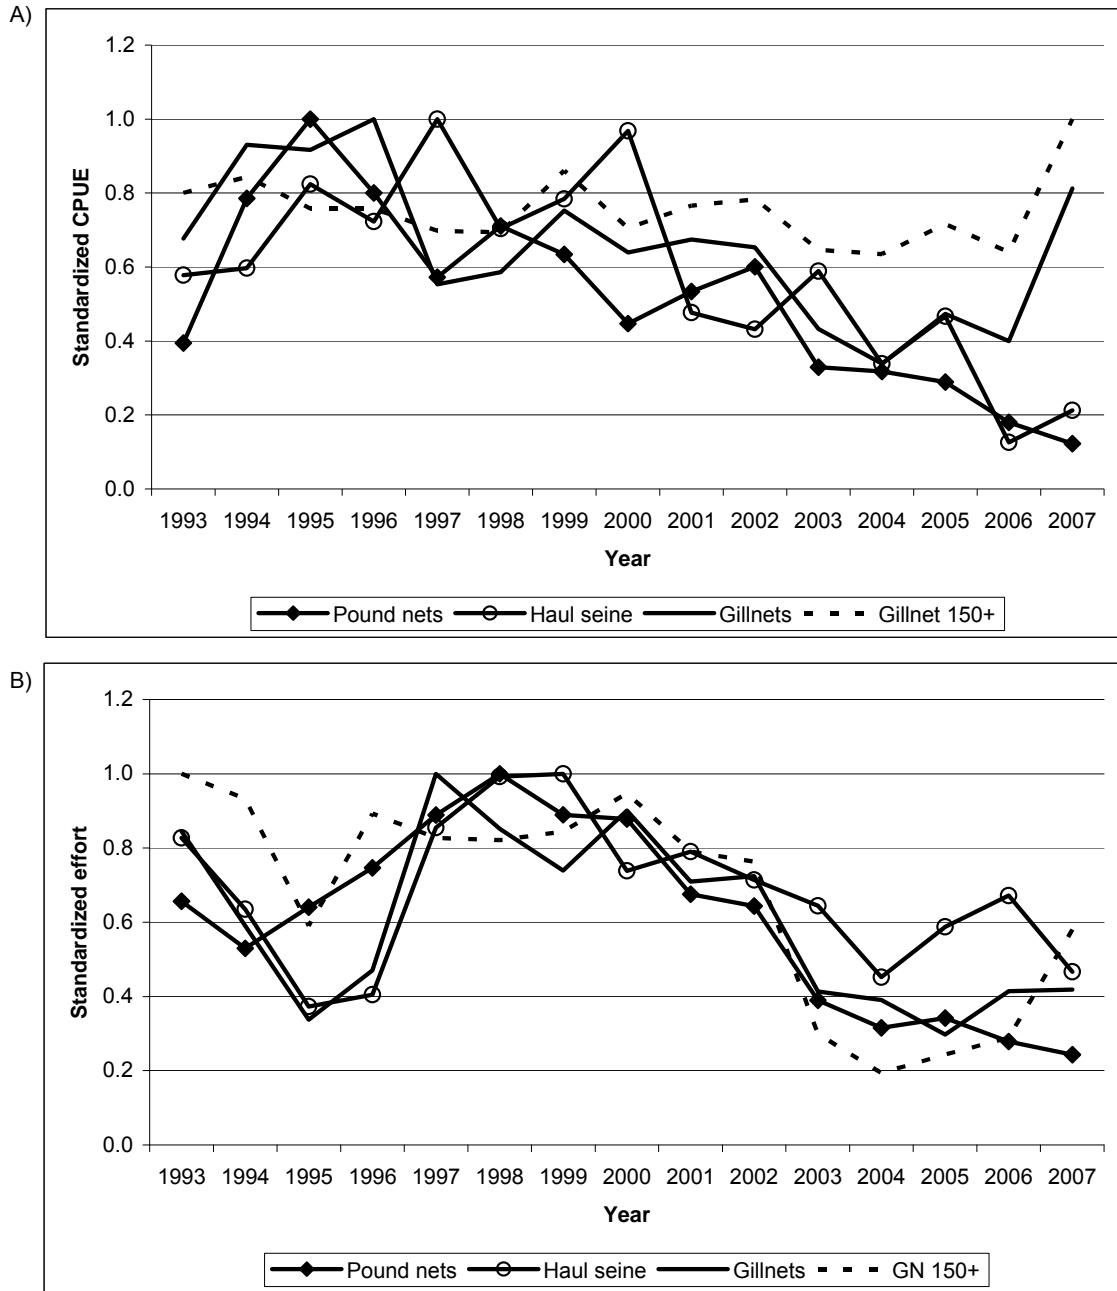 A)
1.2
1.0
0.8
0.6
0.4
0.2
0.0
Standardized CPUE
1993 1994 1995 1996 1997 1998 1999 2000 2001 2002 2003 2004 2005 2006 2007
Year
Pound nets Haul seine Gillnets Gillnet 150+
B)
1.2
1.0
0.8
0.6
0.4
0.2
0.0
Standardized effort
1993 1994 1995 1996 1997 1998 1999 2000 2001 2002 2003 2004 2005 2006 2007
Year
Pound nets Haul seine Gillnets GN 150+